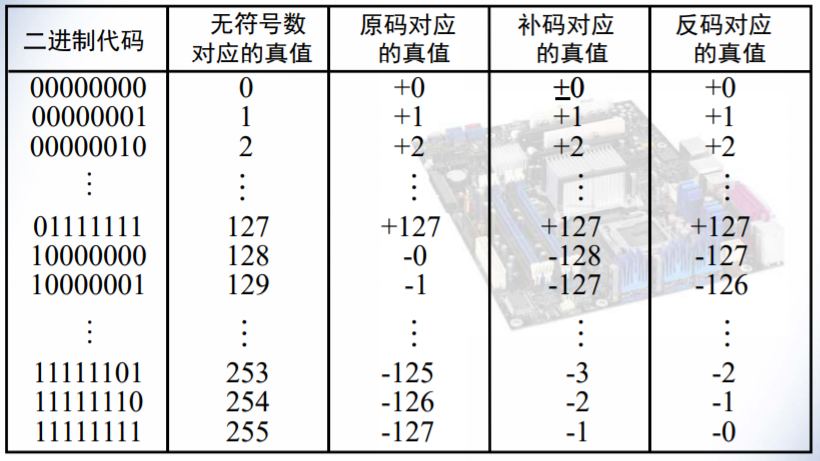 二进制代码 无符号数对应的真值 原码对应的真值 补码对应的真值 反码对应的真值
00000000 0 +0 ±0 +0
00000001 1 +1 +1 +1
00000010 2 +2 +2 +2
⋮ ⋮ ⋮ ⋮ ⋮
01111111 127 +127 +127 +127
10000000 128 -0 -128 -127
10000001 129 -1 -127 -126
⋮ ⋮ ⋮ ⋮ ⋮
11111101 253 -125 -3 -2
11111110 254 -126 -2 -1
11111111 255 -127 -1 -0